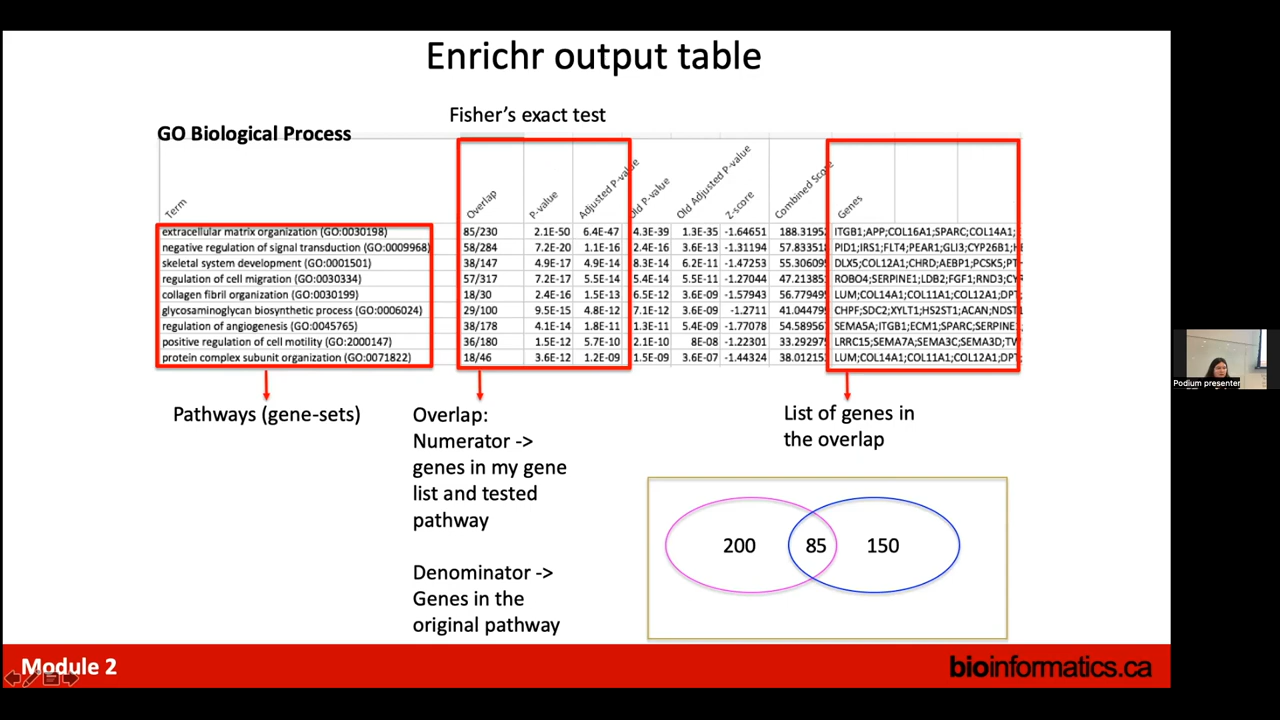 Enrichr output table
Fisher's exact test
GO Biological Process
Term Overlap P-value Adjusted P-value Old P-value Old Adjusted P-value Z-score Combined Score Genes
extracellular matrix organization (GO:0030198) 85/230 2.1E-50 6.4E-47 4.3E-39 1.3E-35 -1.64651 188.3195 ITGB1;APP;COL16A1;SPARC;COL14A1;
negative regulation of signal transduction (GO:0009968) 58/284 7.2E-20 1.1E-16 2.4E-16 3.6E-13 -1.31194 57.83351 PID1;IRS1;FLT4;PEAR1;GLI3;CYP26B1;
skeletal system development (GO:0001501) 38/147 4.9E-17 4.9E-14 8.3E-14 6.2E-11 -1.47253 55.30609 DLX5;COL12A1;CHRD;AEBP1;PCSK5;
regulation of cell migration (GO:0030334) 57/317 7.2E-17 5.5E-14 5.4E-14 5.5E-11 -1.27044 47.21385 ROBO4;SERPINE1;LDB2;FGF1;RND3;
collagen fibril organization (GO:0030199) 18/30 2.4E-16 1.5E-13 6.5E-12 3.6E-09 -1.57943 56.77949 LUM;COL14A1;COL11A1;COL12A1;DPT;
glycosaminoglycan biosynthetic process (GO:0006024) 29/100 9.5E-15 4.8E-12 7.1E-12 3.6E-09 -1.2711 41.04479 CHPF;SDC2;XYLT1;HS2ST1;ACAN;NDST1
regulation of angiogenesis (GO:0045765) 38/178 4.1E-14 1.8E-11 1.3E-11 5.4E-09 -1.77078 54.58956 SEMA5A;ITGB1;ECM1;SPARC;SERPINE1
positive regulation of cell motility (GO:2000147) 36/180 1.5E-12 5.7E-10 2.1E-10 8E-08 -1.22301 33.29297 LRRC15;SEMA7A;SEMA3C;SEMA3D;
protein complex subunit organization (GO:0071822) 18/46 3.6E-12 1.2E-09 1.5E-09 3.6E-07 -1.44324 38.01215 LUM;COL14A1;COL11A1;COL12A1;DPT;
Pathways (gene-sets)
Overlap:
Numerator ->
genes in my gene
list and tested
pathway
Denominator ->
Genes in the
original pathway
List of genes in
the overlap
200 85 150
Module 2
bioinformatics.ca
Podium presenter